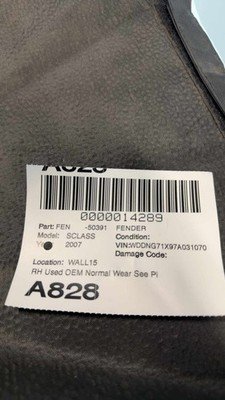 A828
0000014289
Part: FEN -50391 FENDER
Model: SCLASS Condition:
2007 VIN:WDDNG71X97A031070
Damage Code:
Location: WALL15
RH Used OEM Normal Wear See Pi
A828